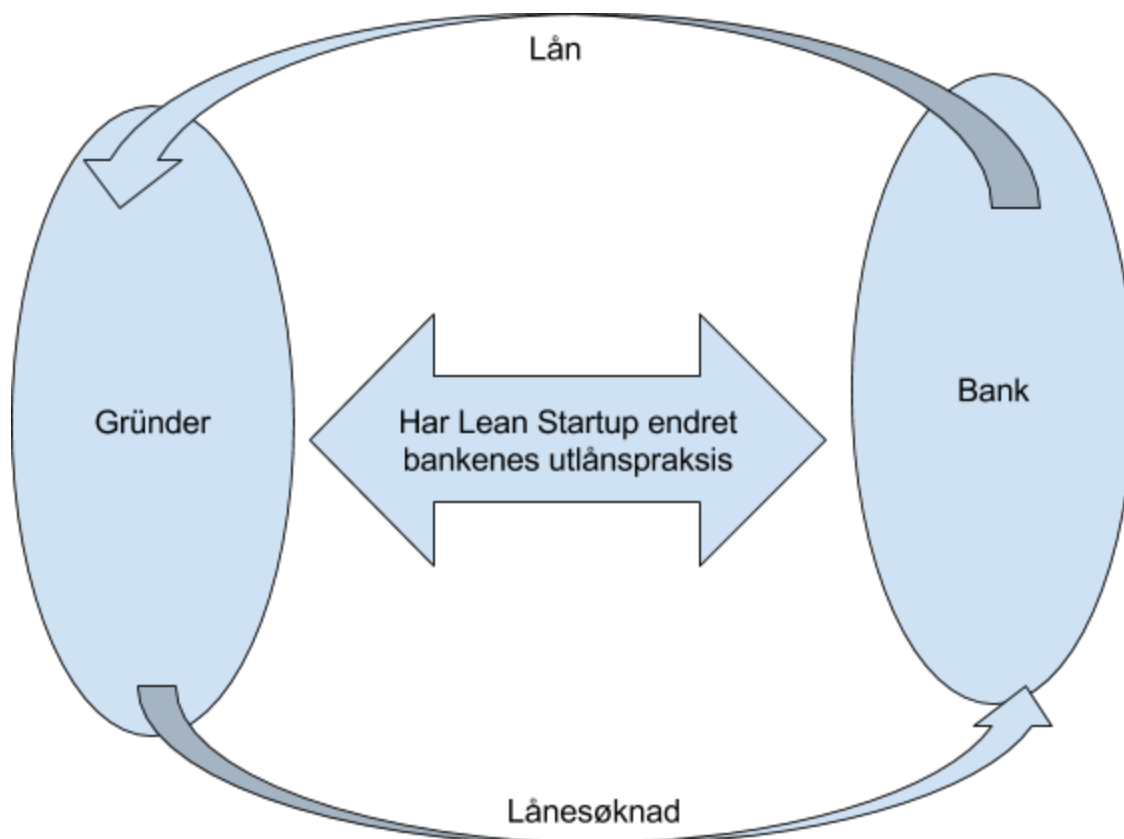 Lån
Gründer
Har Lean Startup endret
bankenes utlånspraksis
Bank
Lånesøknad